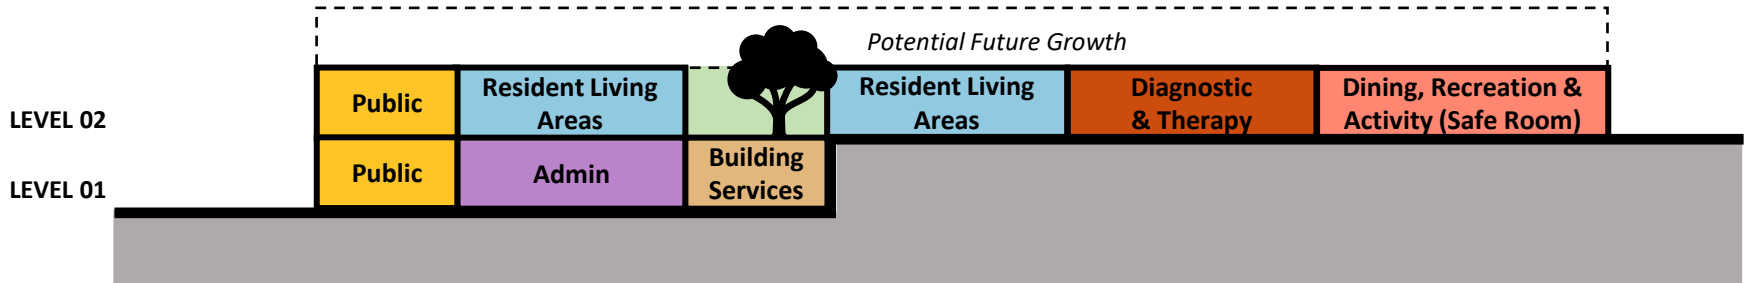 Potential Future Growth
LEVEL 02
Public
Resident Living
Areas
Resident Living
Areas
Diagnostic
& Therapy
Dining, Recreation &
Activity (Safe Room)
LEVEL 01
Public
Admin
Building
Services